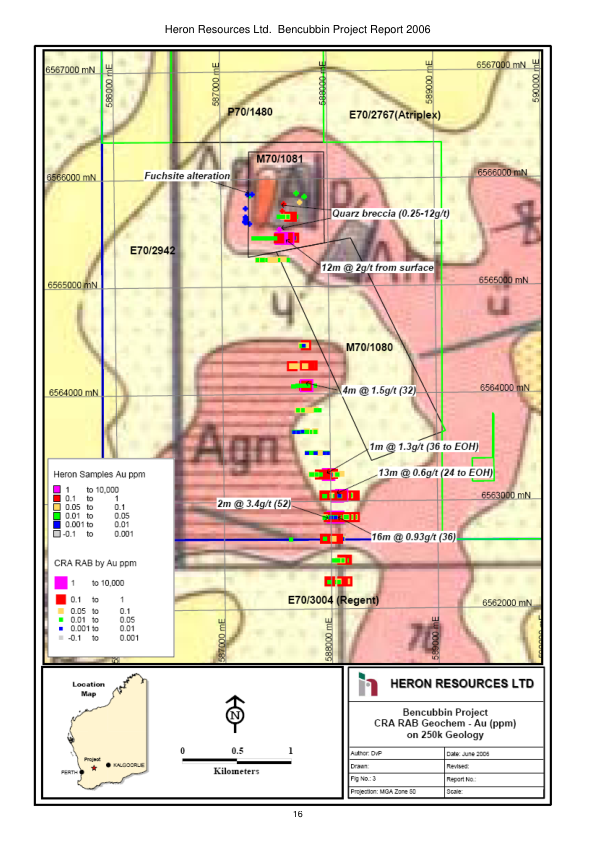 Heron Resources Ltd. Bencubbin Project Report 2006
6567000 mN
586000 mE
587000 mE
588000 mE
589000 mE
6567000 mN
590000 mE
P70/1480
E70/2767(Atriplex)
M70/1081
Fuchsite alteration
6566000 mN
6566000 mN
Quarz breccia (0.25-12g/t)
E70/2942
12m @ 2g/t from surface
6565000 mN
6565000 mN
M70/1080
6564000 mN
6564000 mN
4m @ 1.5g/t (32)
Agn
1m @ 1.3g/t (36 to EOH)
13m @ 0.6g/t (24 to EOH)
2m @ 3.4g/t (52)
6563000 mN
16m @ 0.93g/t (36)
Heron Samples Au ppm
1 to 10,000
0.1 to 1
0.05 to 0.1
0.01 to 0.05
0.001 to 0.01
-0.1 to 0.001
CRA RAB by Au ppm
1 to 10,000
0.1 to 1
0.05 to 0.1
0.01 to 0.05
0.001 to 0.01
-0.1 to 0.001
E70/3004 (Regent)
6562000 mN
587000 mE
588000 mE
589000 mE
Location
Map
Project
PERTH
KALGOORLIE
N
0 0.5 1
Kilometers
HERON RESOURCES LTD
Bencubbin Project
CRA RAB Geochem - Au (ppm)
on 250k Geology
Author: DvP
Date: June 2006
Drawn:
Revised:
Fig No.: 3
Report No.:
Projection: MGA Zone 50
Scale:
16